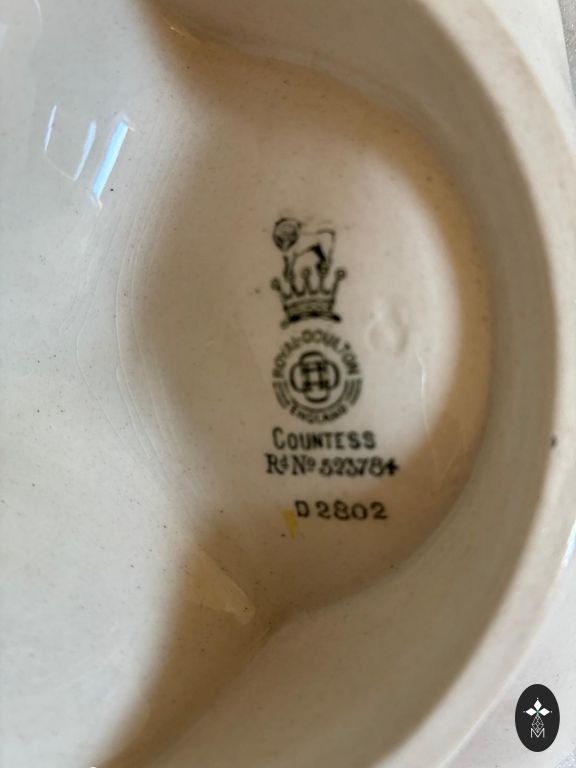 ROYAL DOULTON
ENGLAND
COUNTESS
Rd No 523784
D2802
M